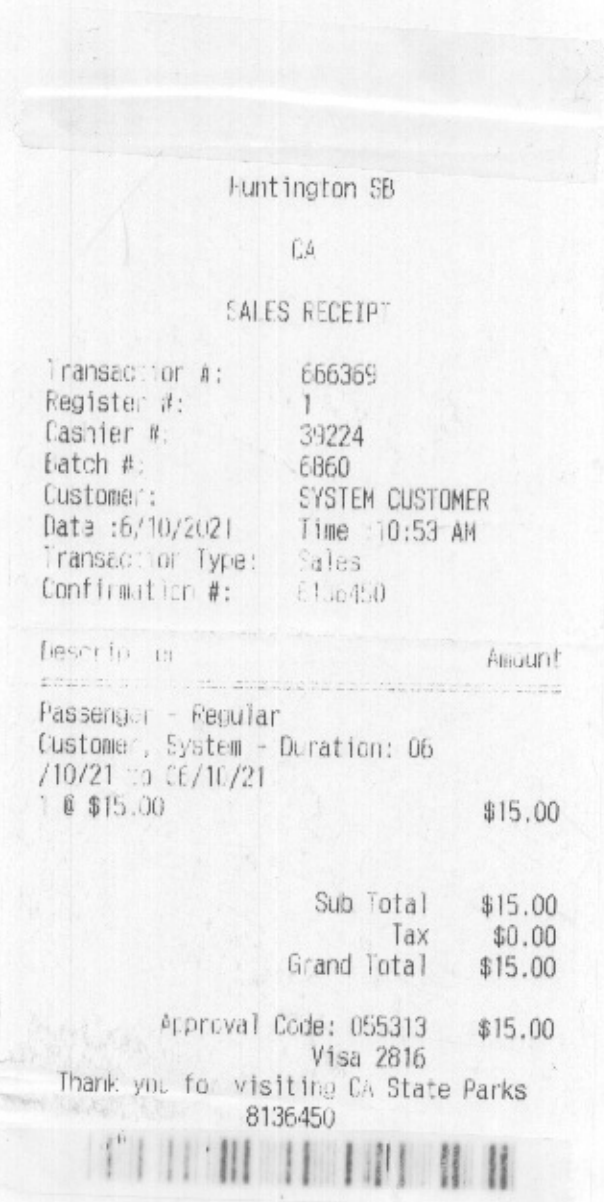 Huntington SB
CA
SALES RECEIPT
Transaction #: 666369
Register #: 1
Cashier #: 39224
Batch #: 6860
Customer: SYSTEM CUSTOMER
Date :6/10/2021 Time :10:53 AM
Transaction Type: Sales
Confirmation #: 8136450
Description Amount
Passenger - Regular
Customer, System - Duration: 06
/10/21 to 06/10/21
1 @ $15.00 $15.00
Sub Total $15.00
Tax $0.00
Grand Total $15.00
Approval Code: 055313 $15.00
Visa 2816
Thank you for visiting CA State Parks
8136450